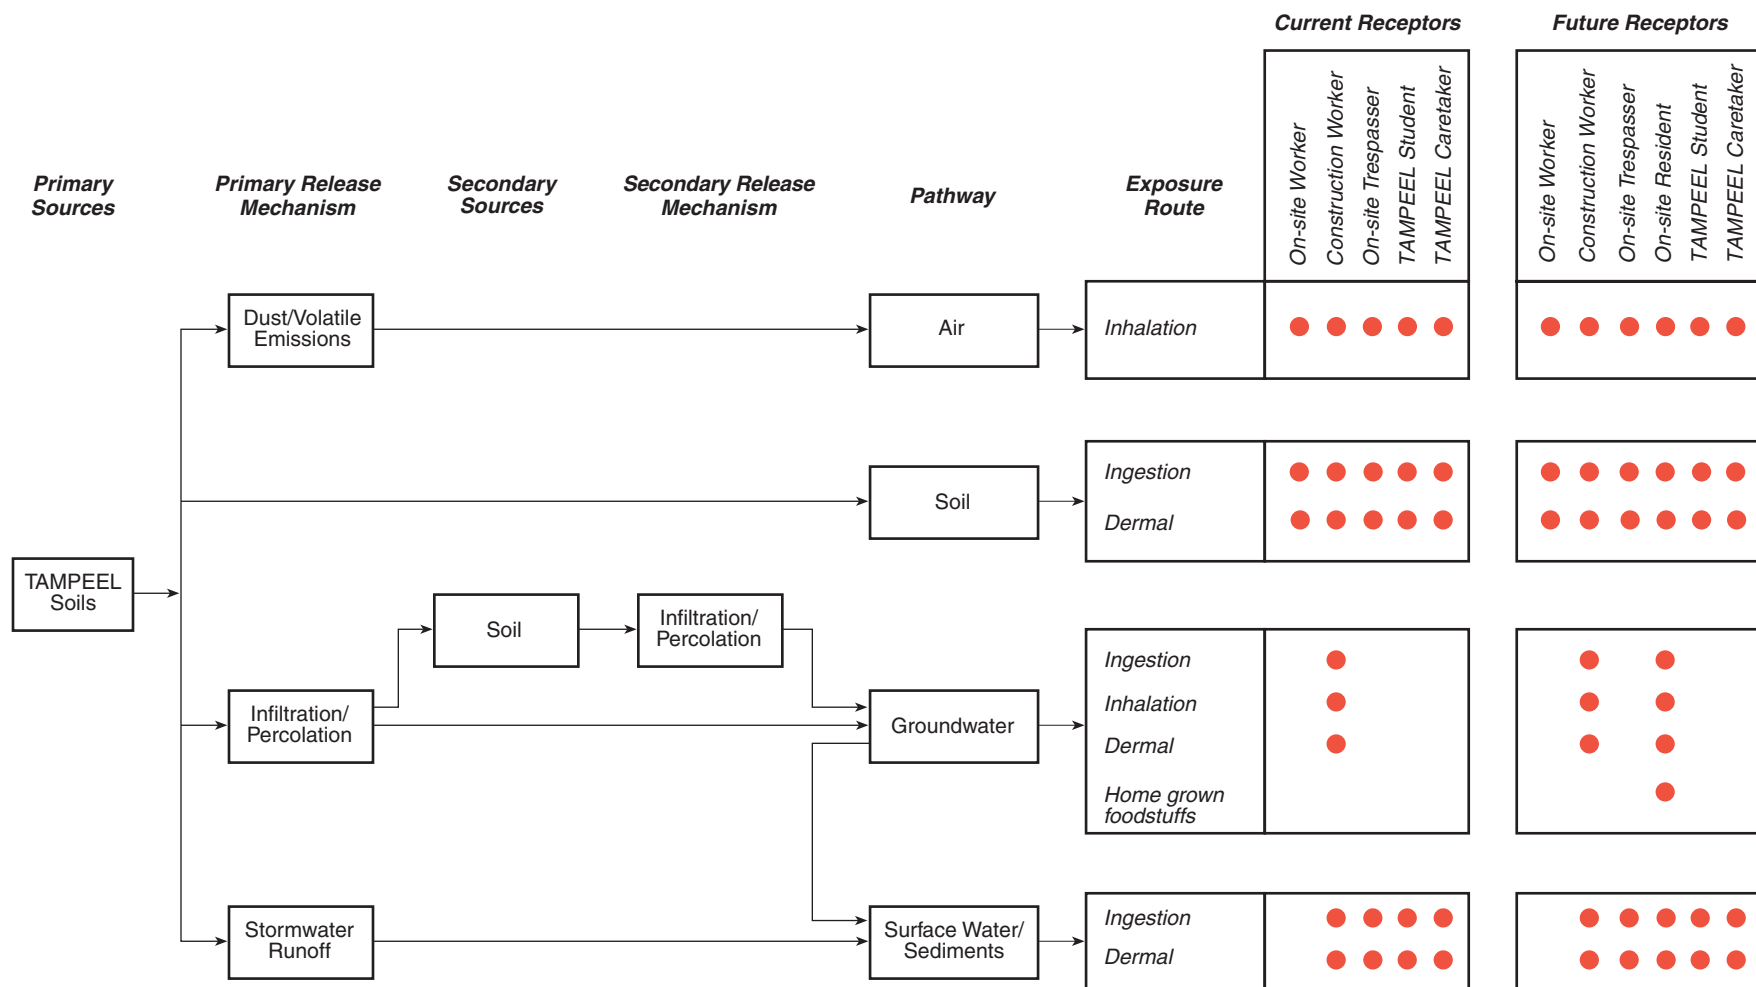 Current Receptors
Future Receptors
On-site Worker
Construction Worker
On-site Trespasser
TAMPEEL Student
TAMPEEL Caretaker
On-site Worker
Construction Worker
On-site Trespasser
On-site Resident
TAMPEEL Student
TAMPEEL Caretaker
Primary
Sources
Primary Release
Mechanism
Secondary
Sources
Secondary Release
Mechanism
Pathway
Exposure
Route
Dust/Volatile
Emissions
Air
Inhalation
Soil
Ingestion
Dermal
TAMPEEL
Soils
Soil
Infiltration/
Percolation
Infiltration/
Percolation
Groundwater
Ingestion
Inhalation
Dermal
Home grown
foodstuffs
Stormwater
Runoff
Surface Water/
Sediments
Ingestion
Dermal